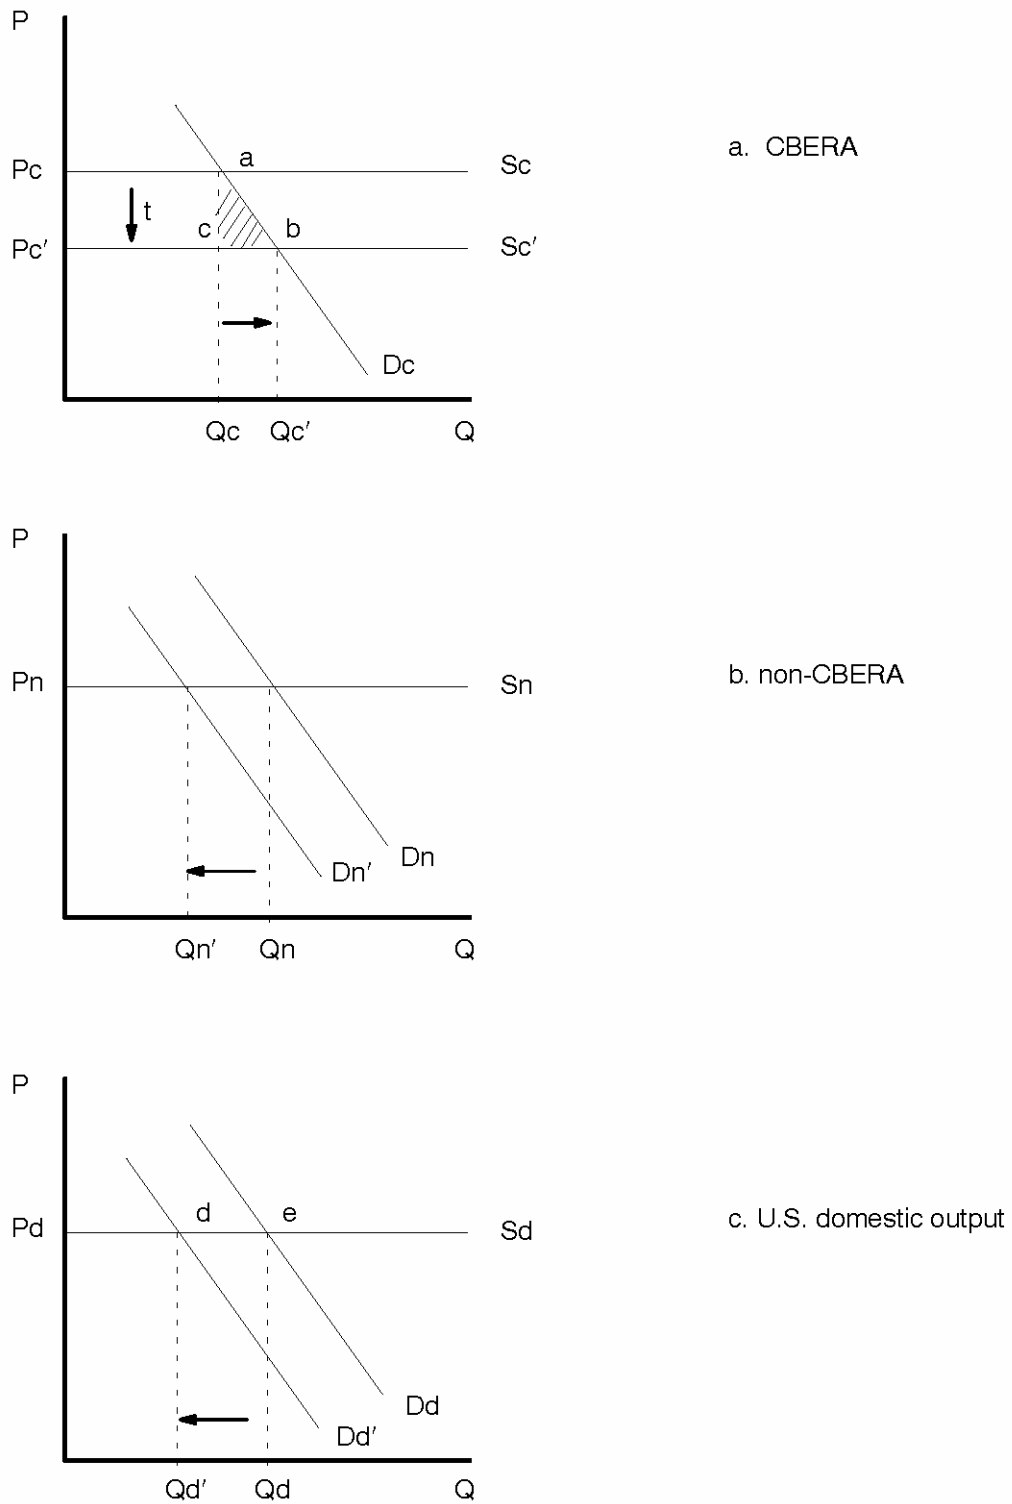 P
a
Pc
Sc
a. CBERA
t
c
b
Pc′
Sc′
Dc
Qc
Qc′
Q
P
Pn
Sn
b. non-CBERA
Dn′
Dn
Qn′
Qn
Q
P
d
e
Pd
Sd
c. U.S. domestic output
Dd
Dd′
Qd′
Qd
Q